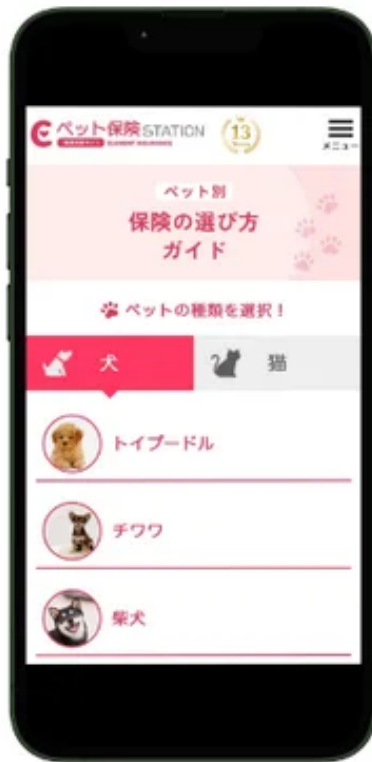 ペット保険STATION
13
ELEMENT INSURANCE
メニュー
ペット別
保険の選び方
ガイド
ペットの種類を選択！
犬
猫
トイプードル
チワワ
柴犬